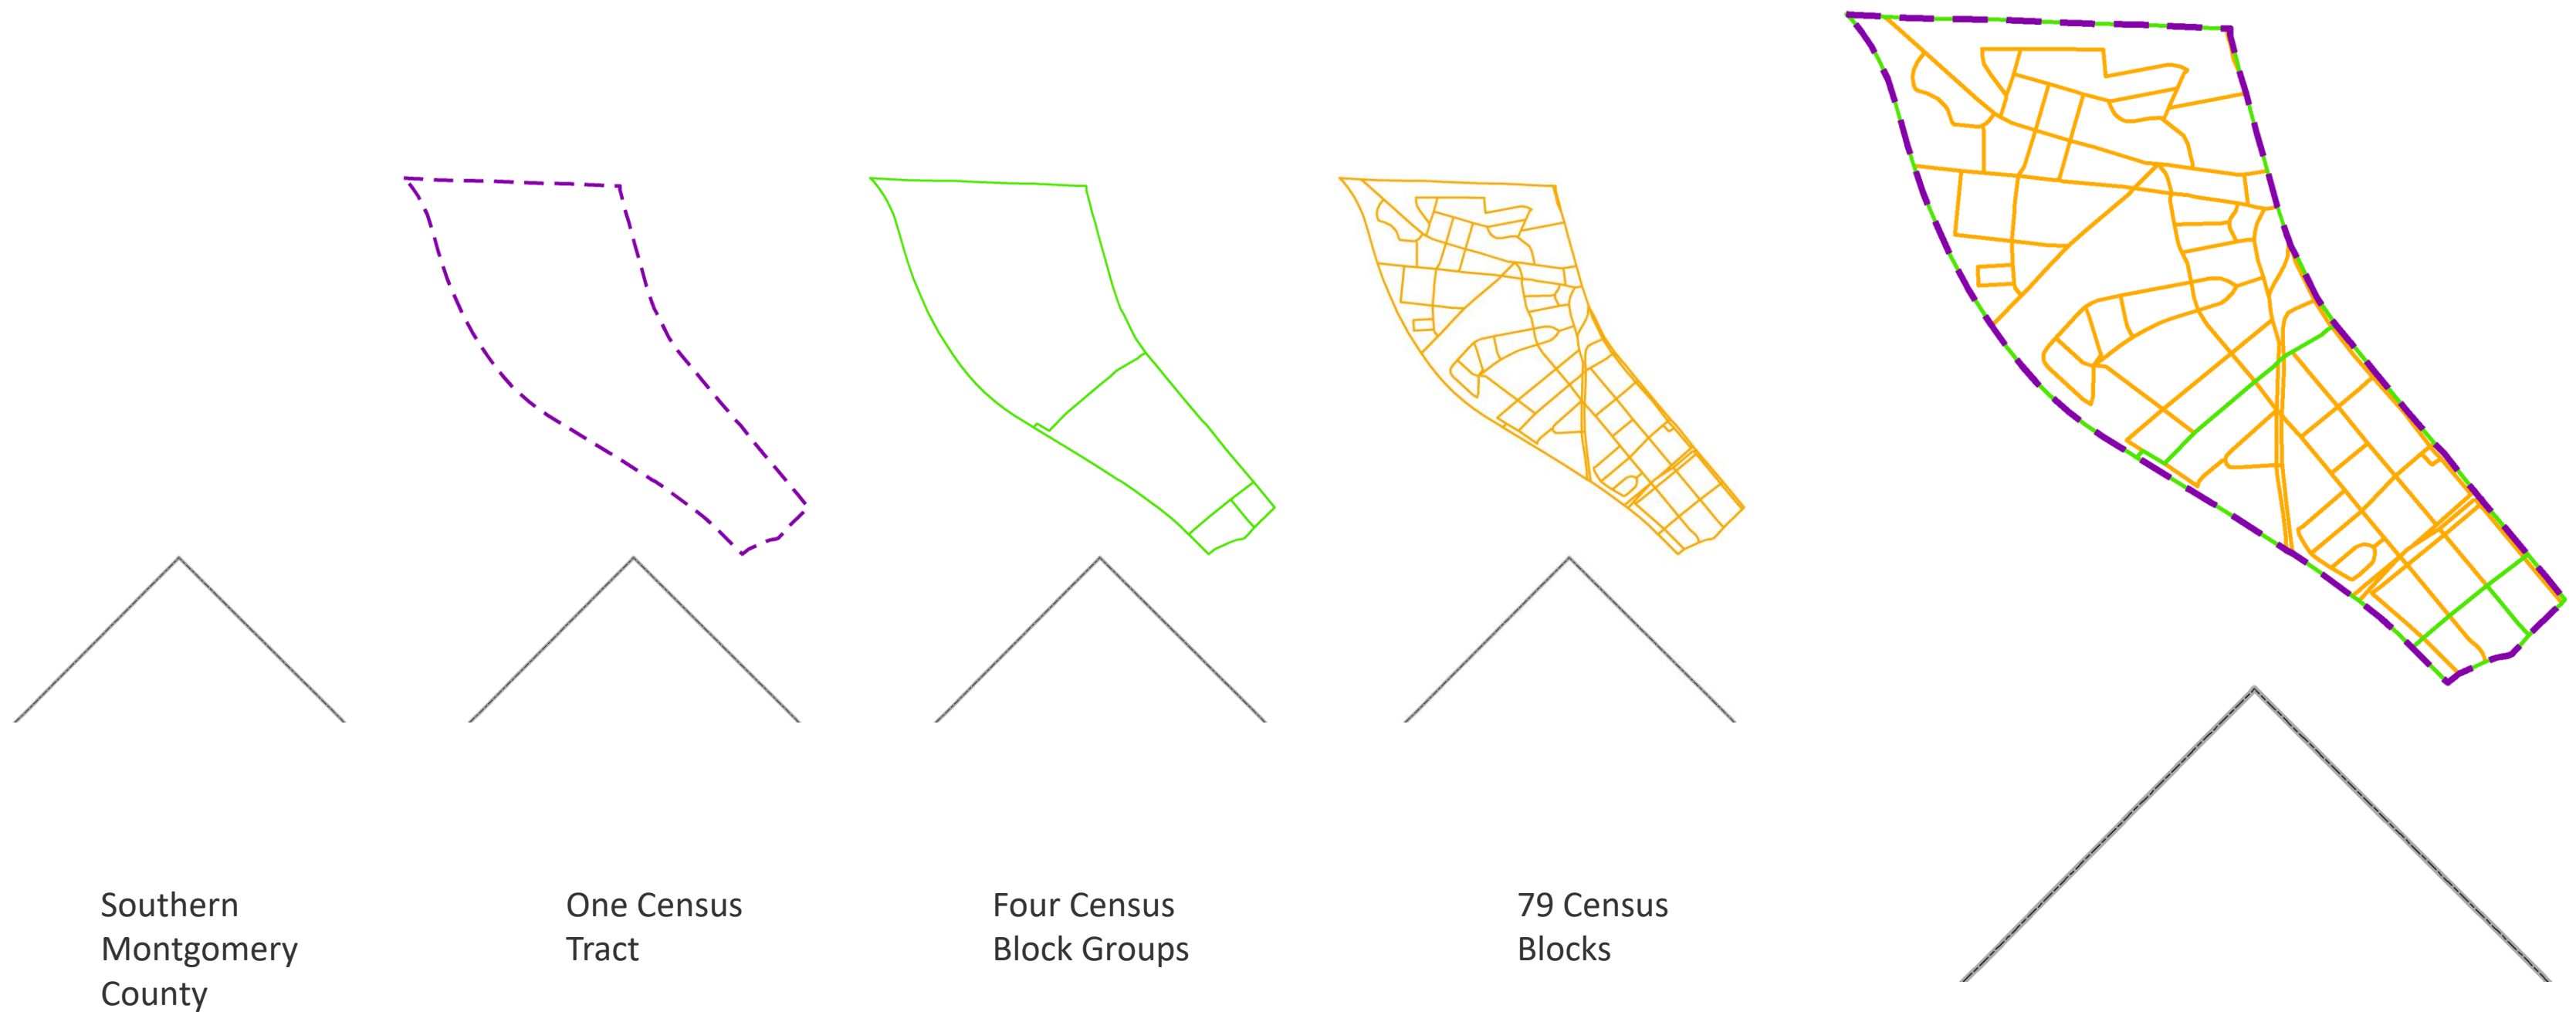 Southern
Montgomery
County
One Census
Tract
Four Census
Block Groups
79 Census
Blocks